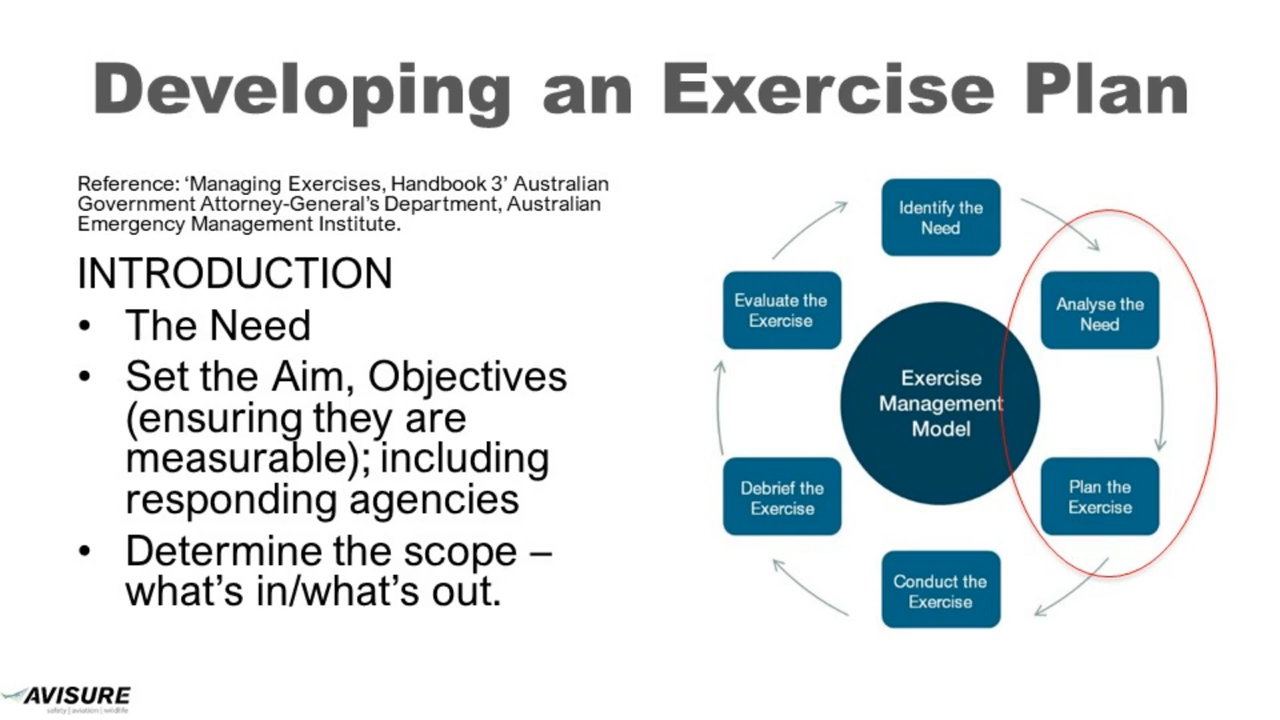 Developing an Exercise Plan
Reference: ‘Managing Exercises, Handbook 3’ Australian
Government Attorney-General’s Department, Australian
Emergency Management Institute.
INTRODUCTION
• The Need
• Set the Aim, Objectives
(ensuring they are
measurable); including
responding agencies
• Determine the scope –
what’s in/what’s out.
Identify the
Need
Analyse the
Need
Plan the
Exercise
Conduct the
Exercise
Debrief the
Exercise
Evaluate the
Exercise
Exercise
Management
Model
AVISURE
safety | aviation | wildlife